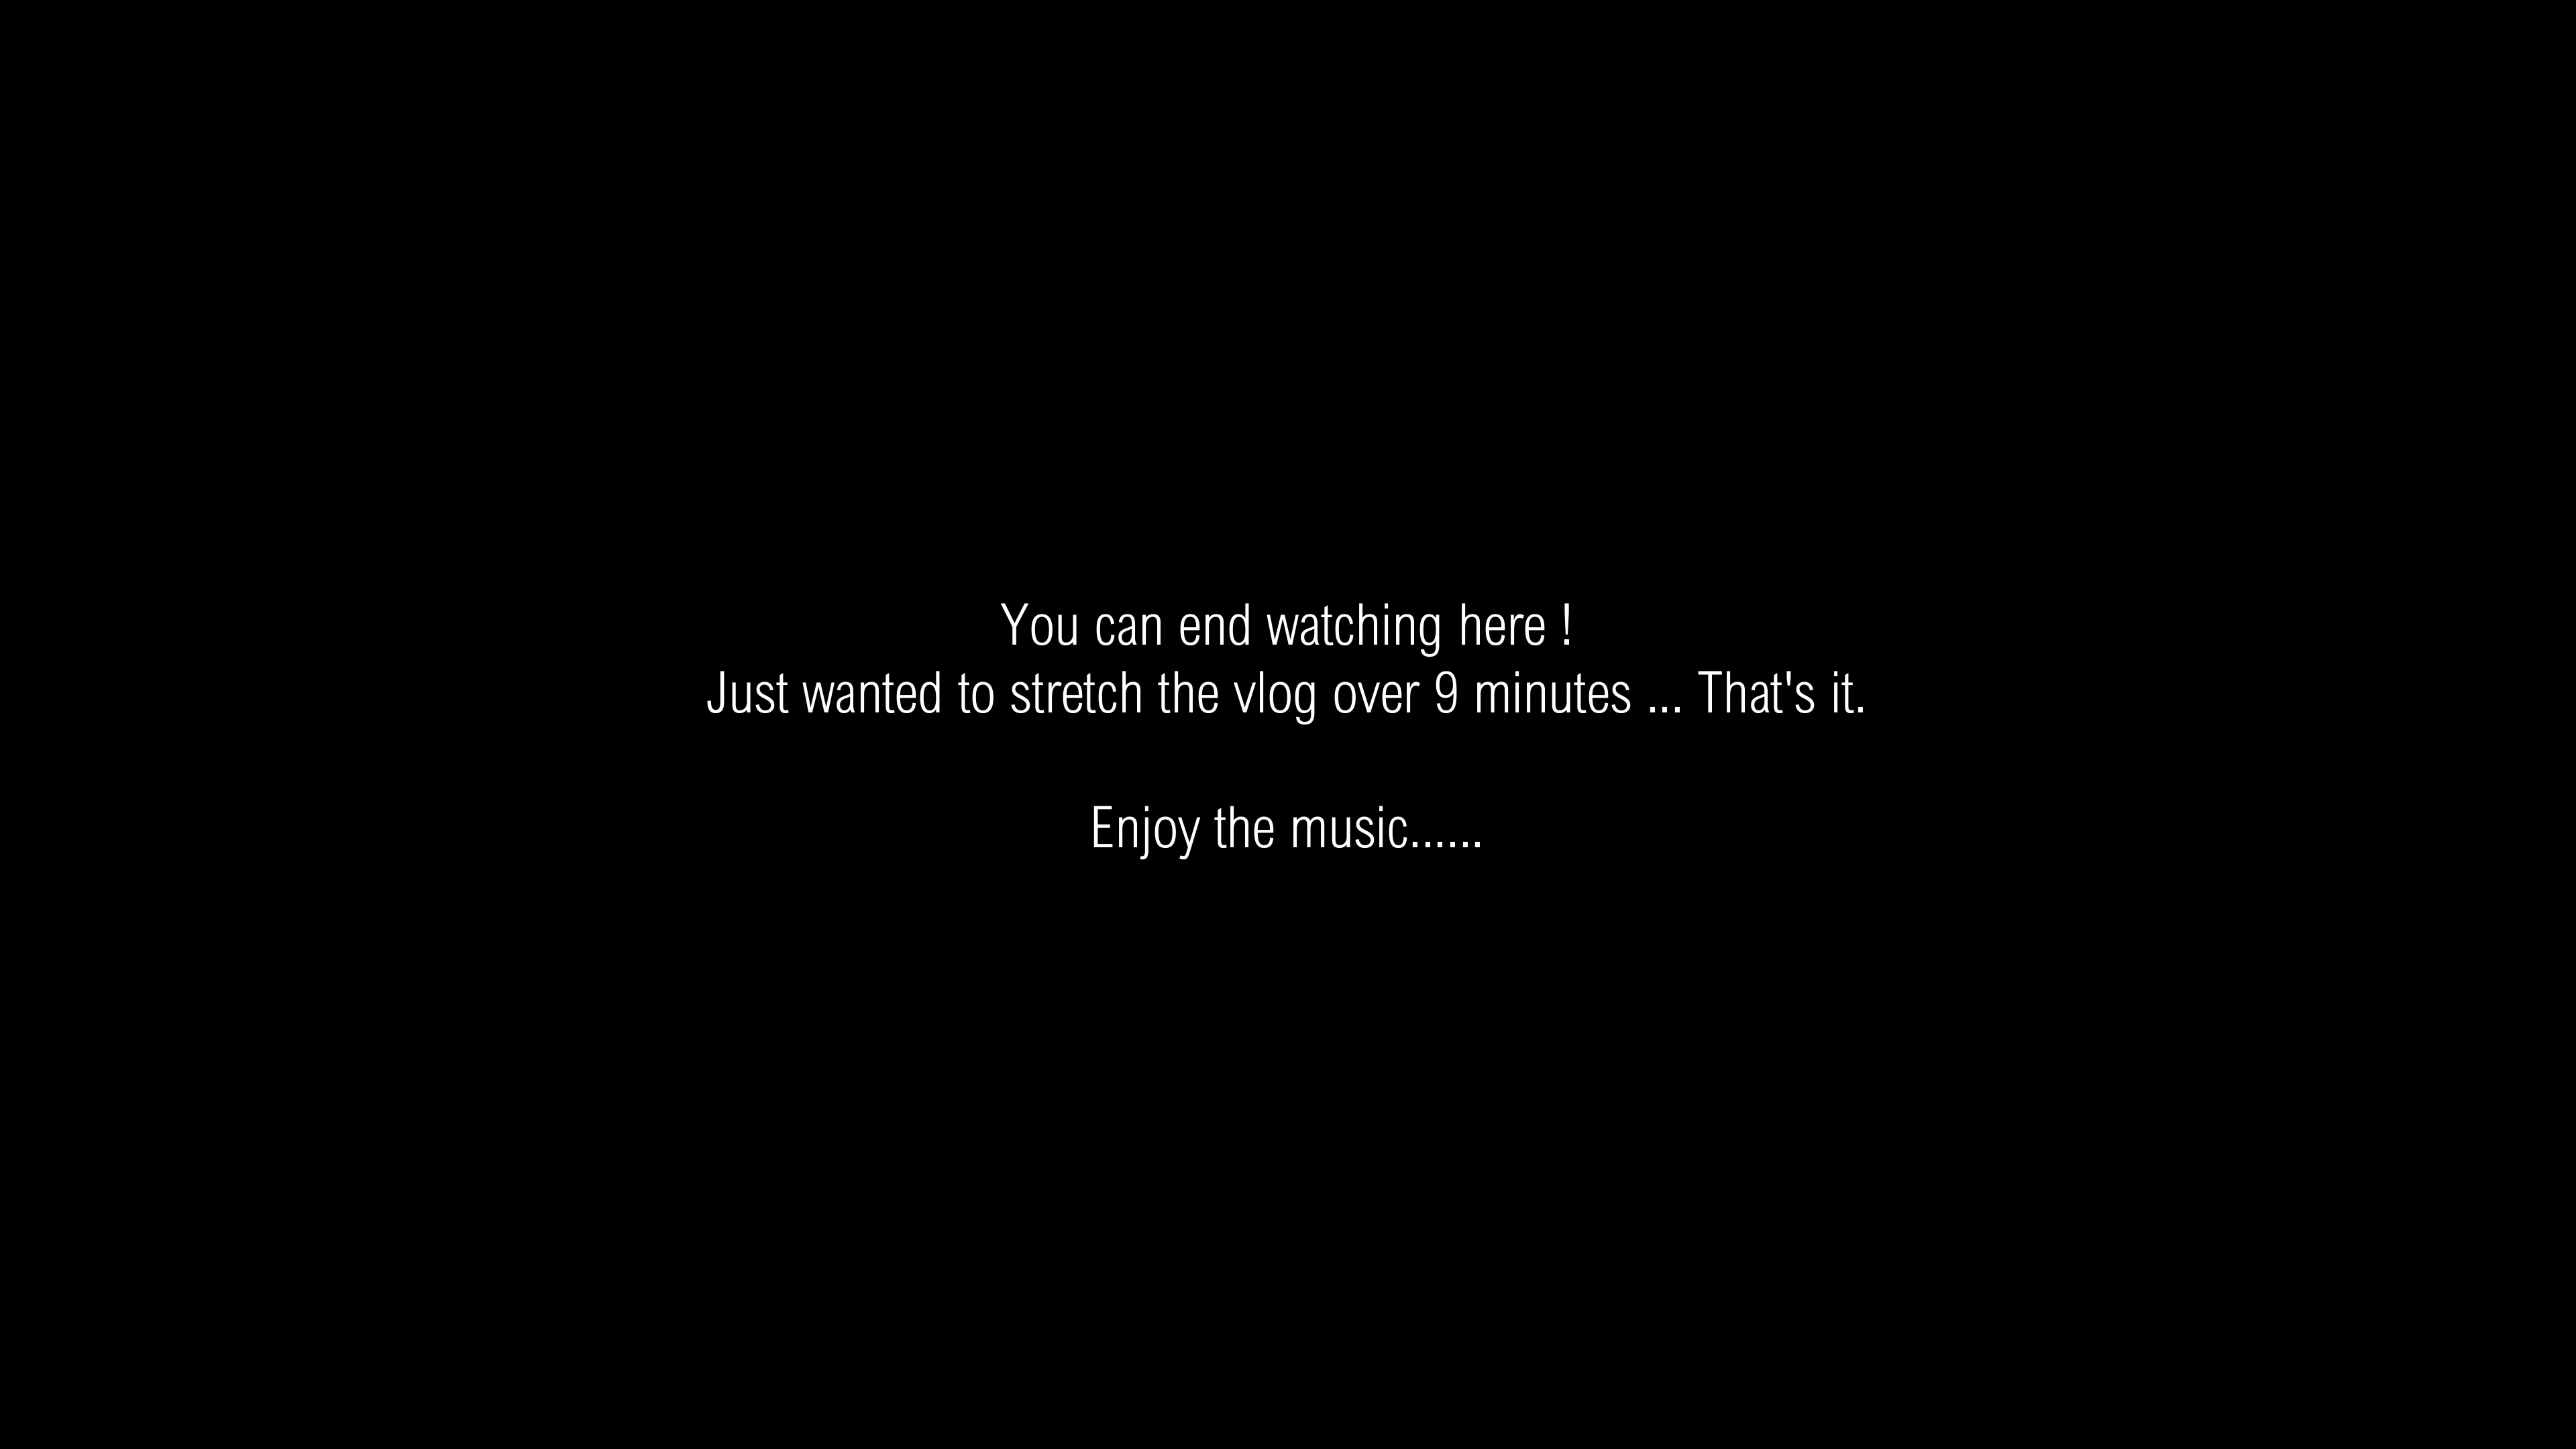 You can end watching here !
Just wanted to stretch the vlog over 9 minutes ... That's it.
Enjoy the music......